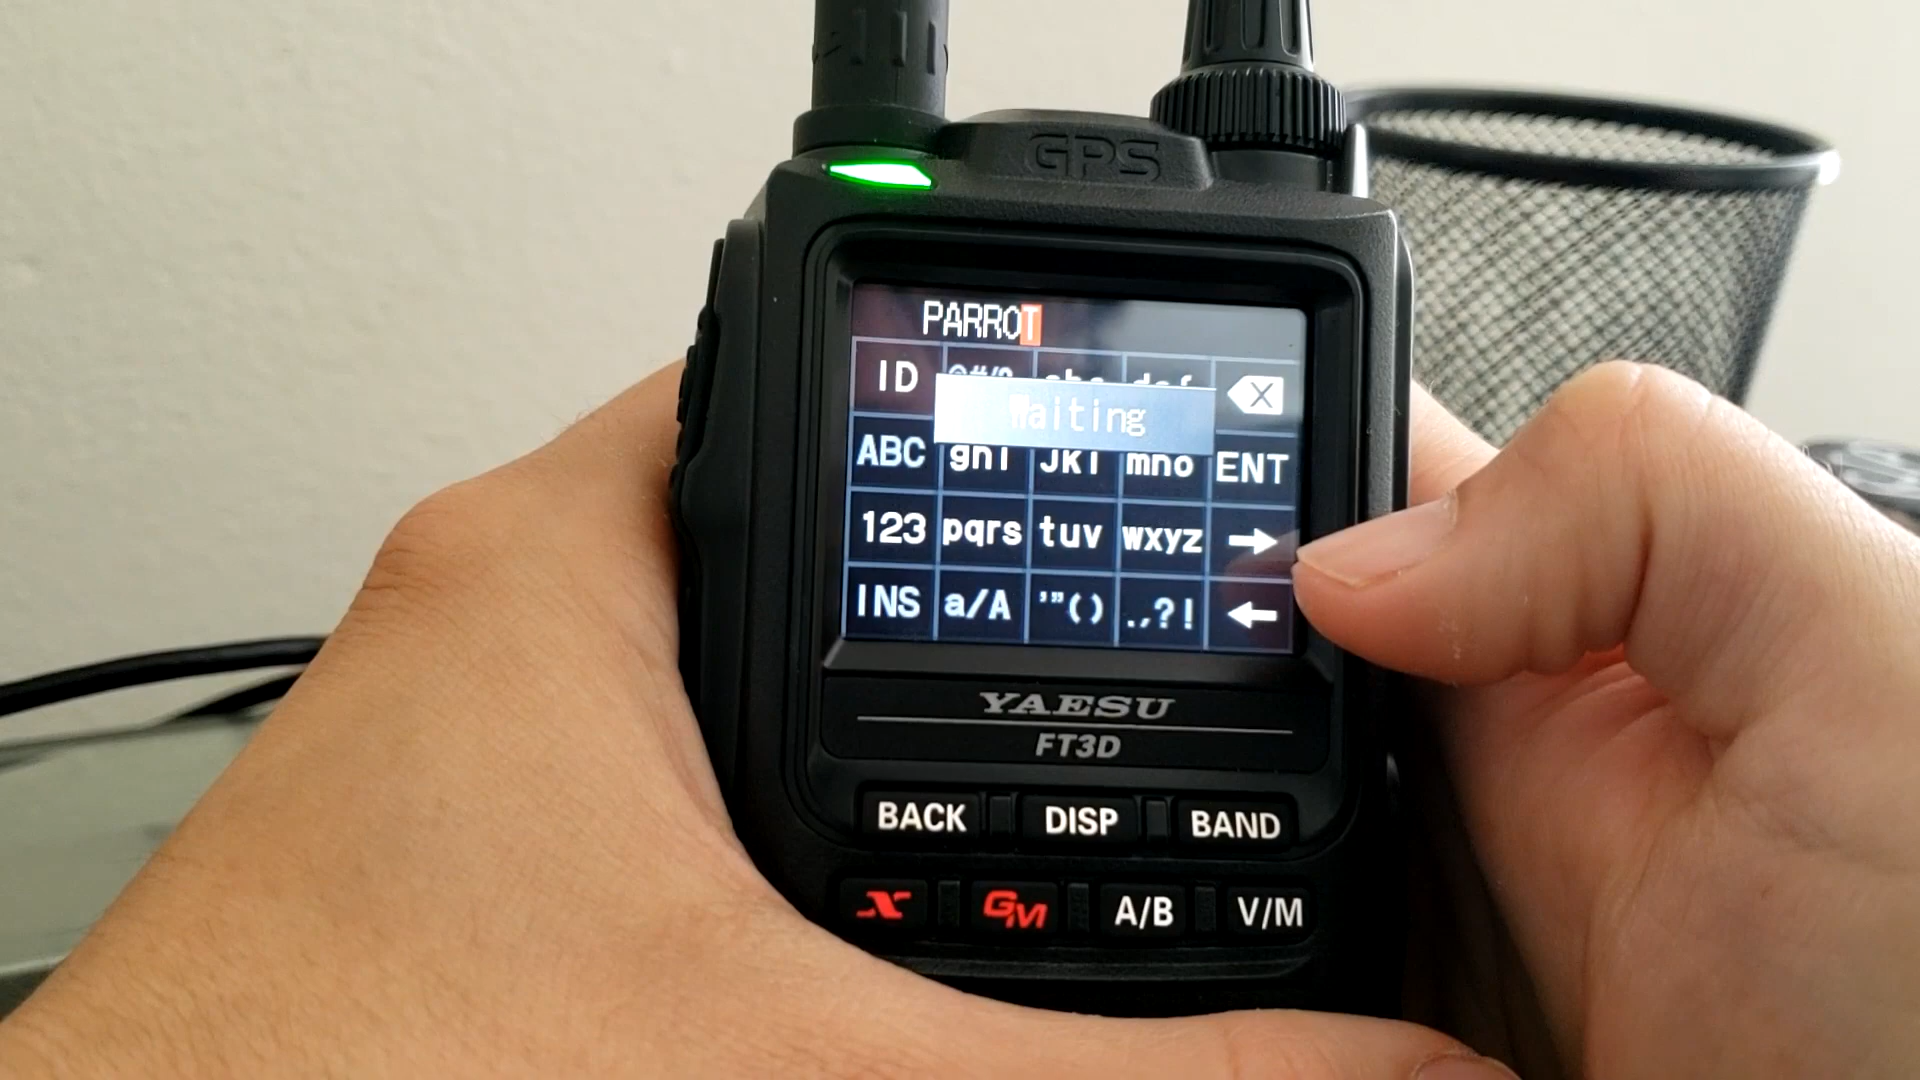 GPS
PARROT
ID
Waiting
ABC ghi jkl mno ENT
123 pqrs tuv wxyz →
INS a/A '"() .,?! ←
YAESU
FT3D
BACK DISP BAND
X GM A/B V/M